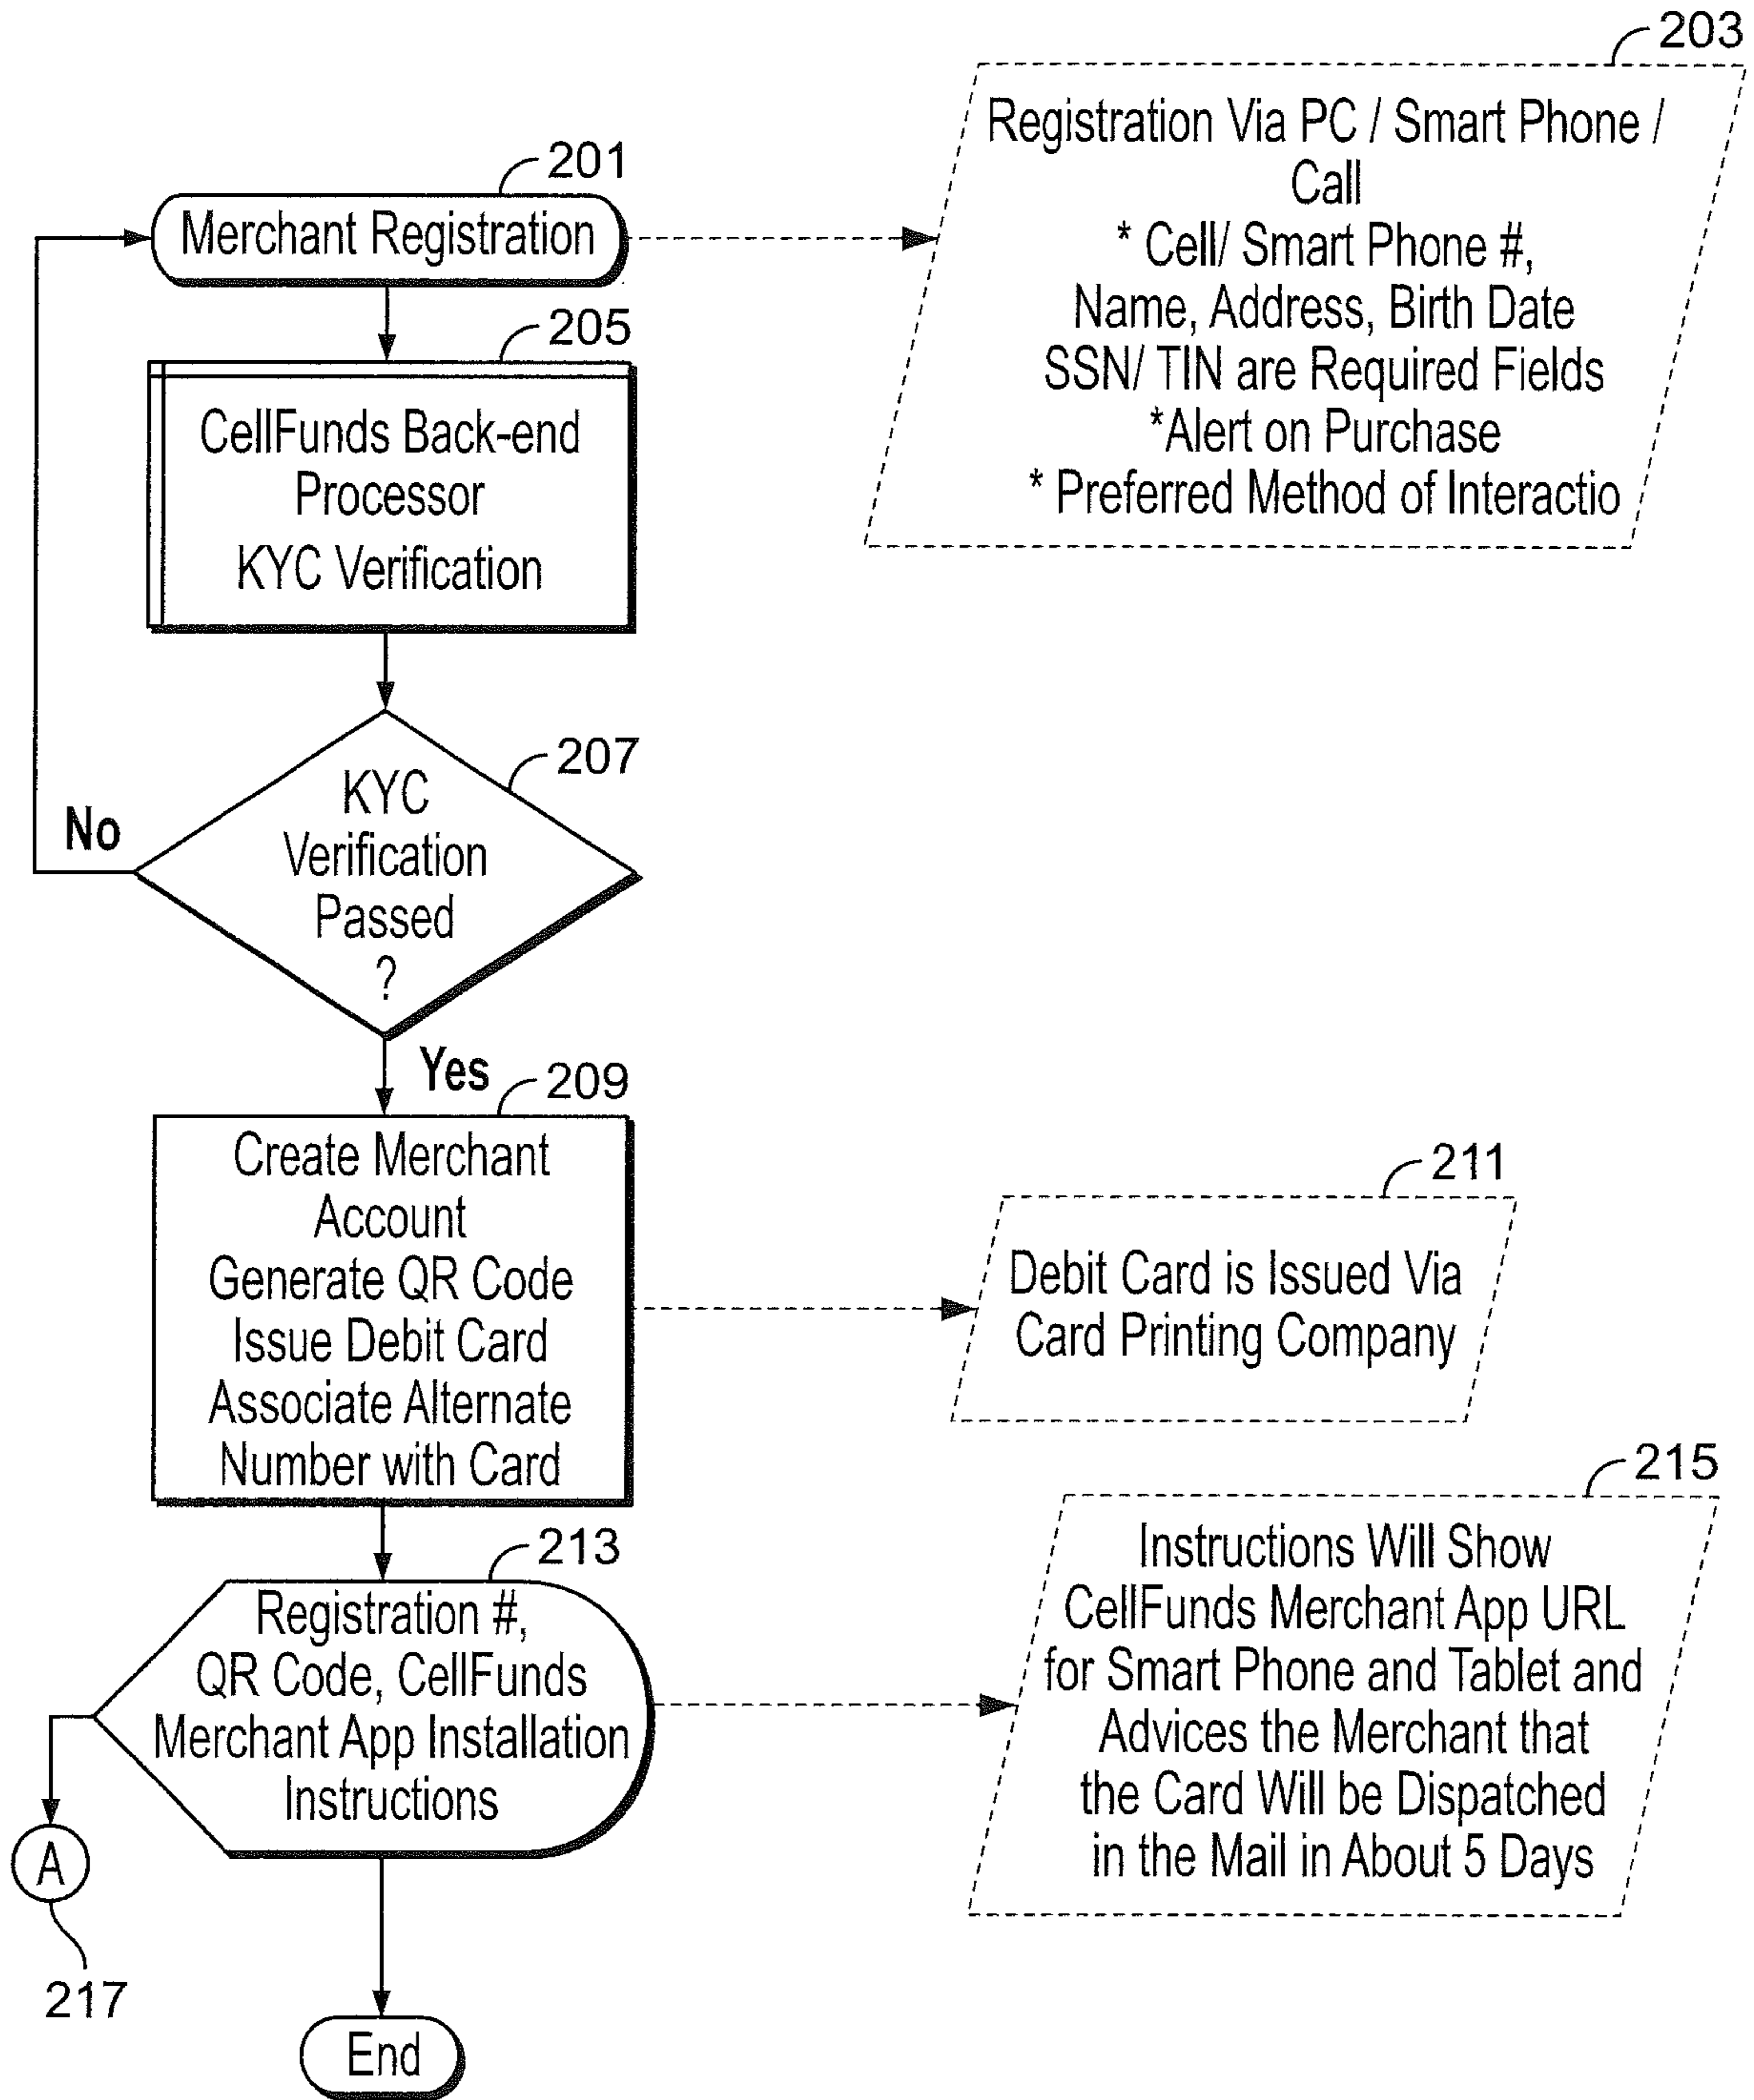 203
Registration Via PC / Smart Phone /
Call
* Cell/ Smart Phone #,
Name, Address, Birth Date
SSN/ TIN are Required Fields
*Alert on Purchase
* Preferred Method of Interactio
201
Merchant Registration
205
CellFunds Back-end
Processor
KYC Verification
207
KYC
Verification
Passed
?
No
Yes
209
Create Merchant
Account
Generate QR Code
Issue Debit Card
Associate Alternate
Number with Card
211
Debit Card is Issued Via
Card Printing Company
213
Registration #,
QR Code, CellFunds
Merchant App Installation
Instructions
215
Instructions Will Show
CellFunds Merchant App URL
for Smart Phone and Tablet and
Advices the Merchant that
the Card Will be Dispatched
in the Mail in About 5 Days
A
217
End